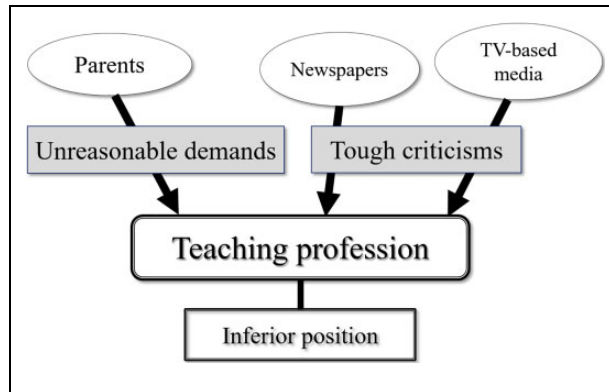 Parents
Newspapers
TV-based
media
Unreasonable demands
Tough criticisms
Teaching profession
Inferior position